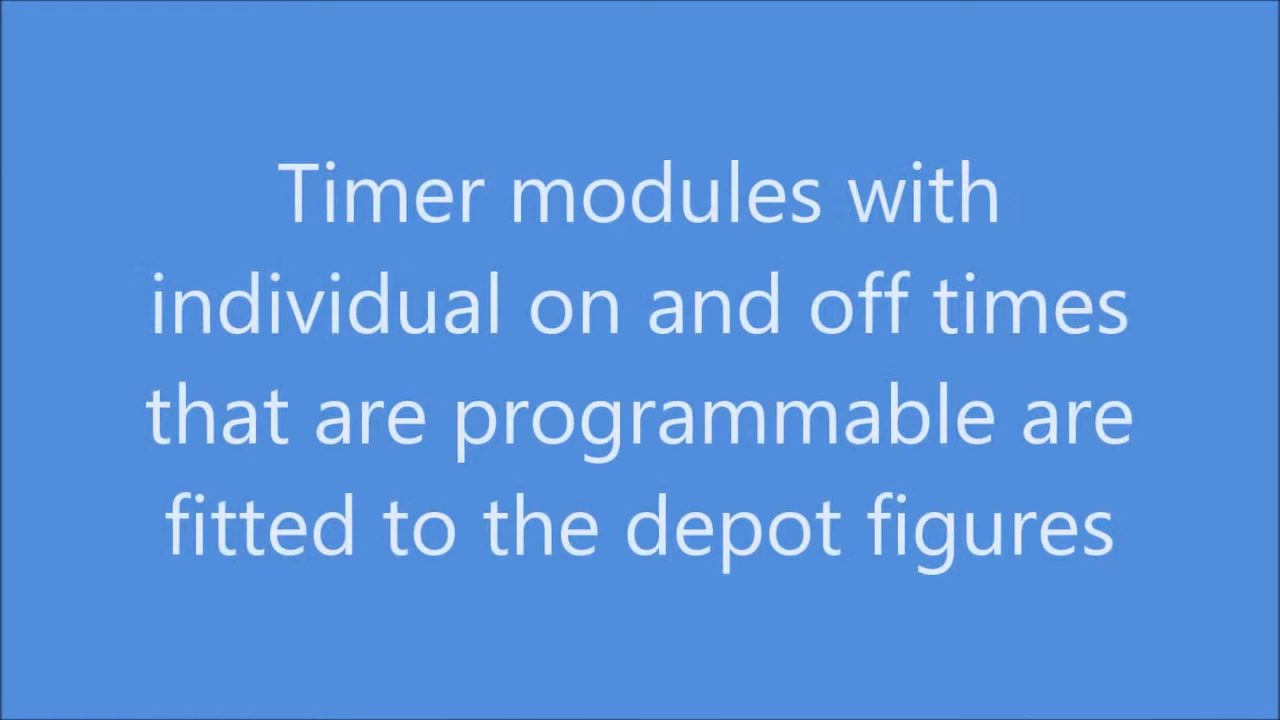 Timer modules with
individual on and off times
that are programmable are
fitted to the depot figures